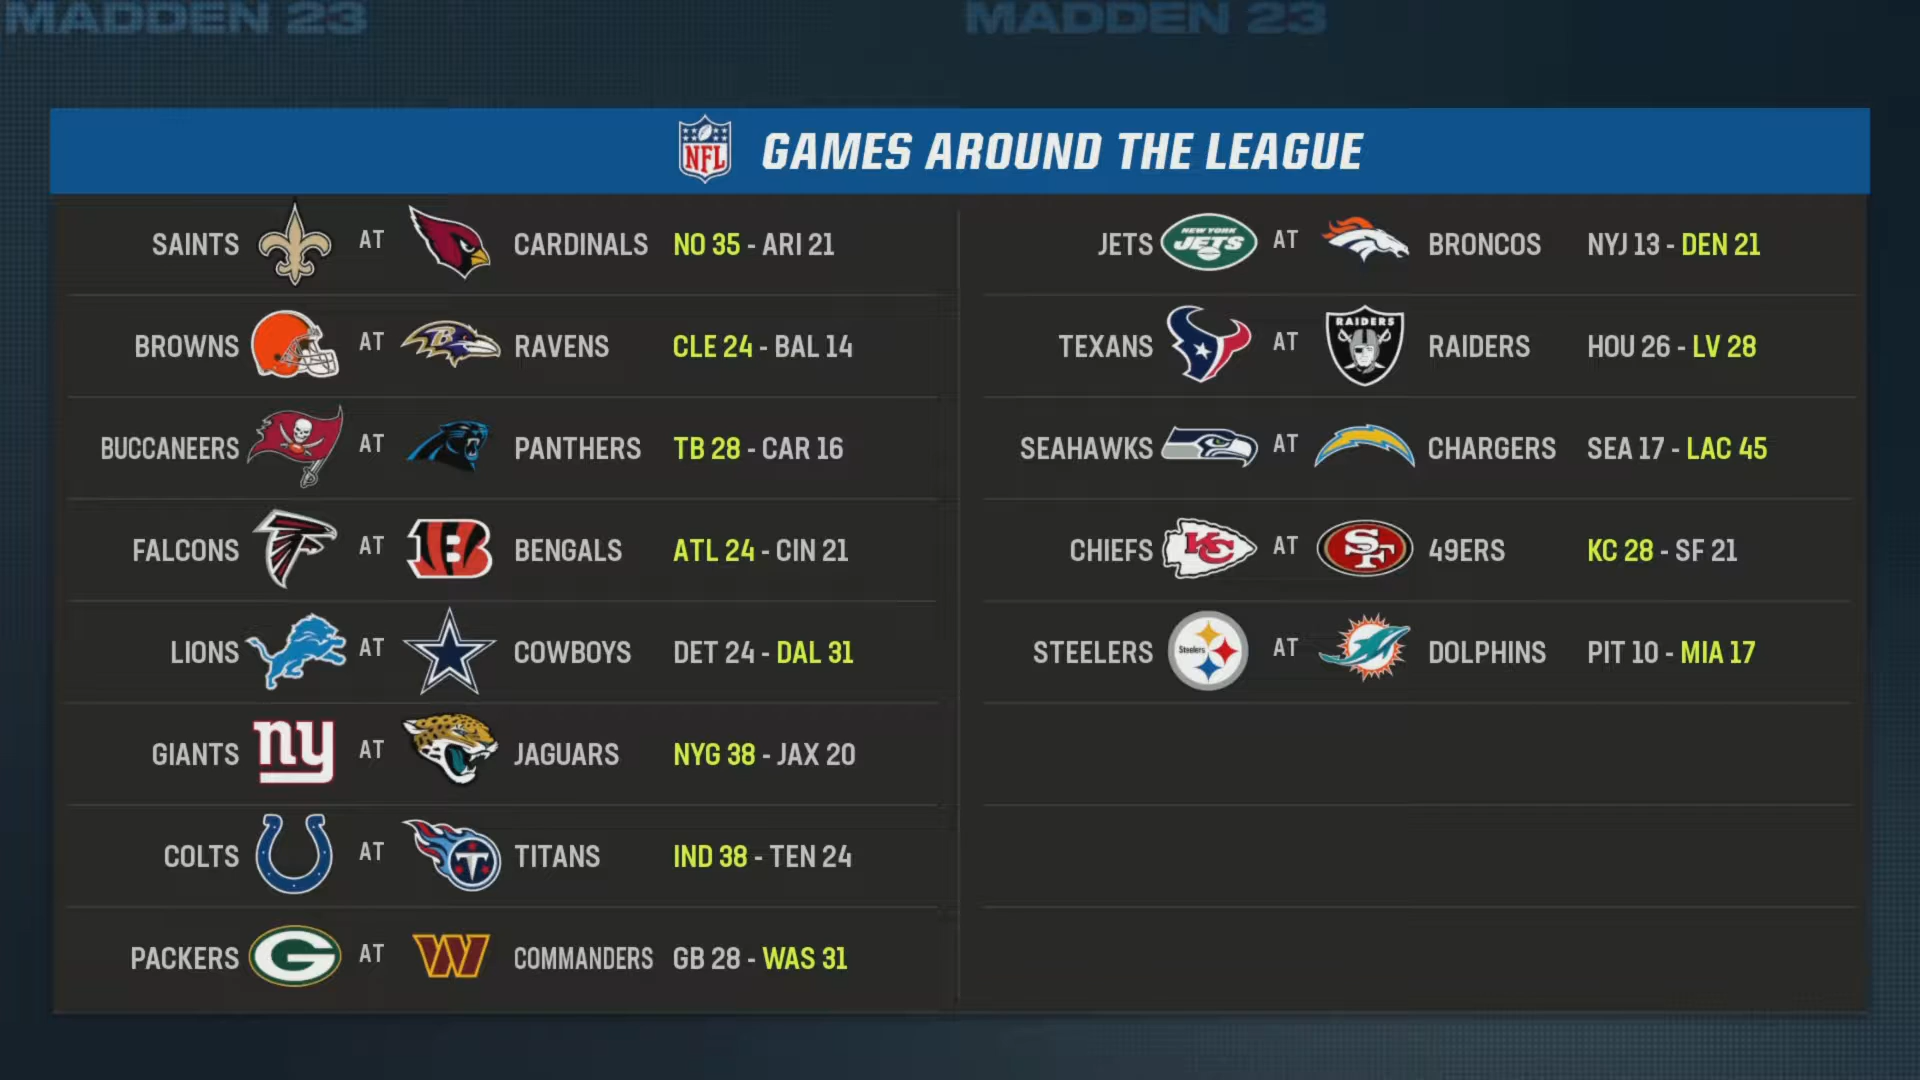 MADDEN 23 MADDEN 23
NFL GAMES AROUND THE LEAGUE
SAINTS AT CARDINALS NO 35 - ARI 21
BROWNS AT B RAVENS CLE 24 - BAL 14
BUCCANEERS AT PANTHERS TB 28 - CAR 16
FALCONS AT B BENGALS ATL 24 - CIN 21
LIONS AT COWBOYS DET 24 - DAL 31
GIANTS ny AT JAGUARS NYG 38 - JAX 20
COLTS AT T TITANS IND 38 - TEN 24
PACKERS G AT W COMMANDERS GB 28 - WAS 31
JETS NEW YORK JETS AT BRONCOS NYJ 13 - DEN 21
TEXANS AT RAIDERS RAIDERS HOU 26 - LV 28
SEAHAWKS AT CHARGERS SEA 17 - LAC 45
CHIEFS KC AT SF 49ERS KC 28 - SF 21
STEELERS Steelers AT DOLPHINS PIT 10 - MIA 17